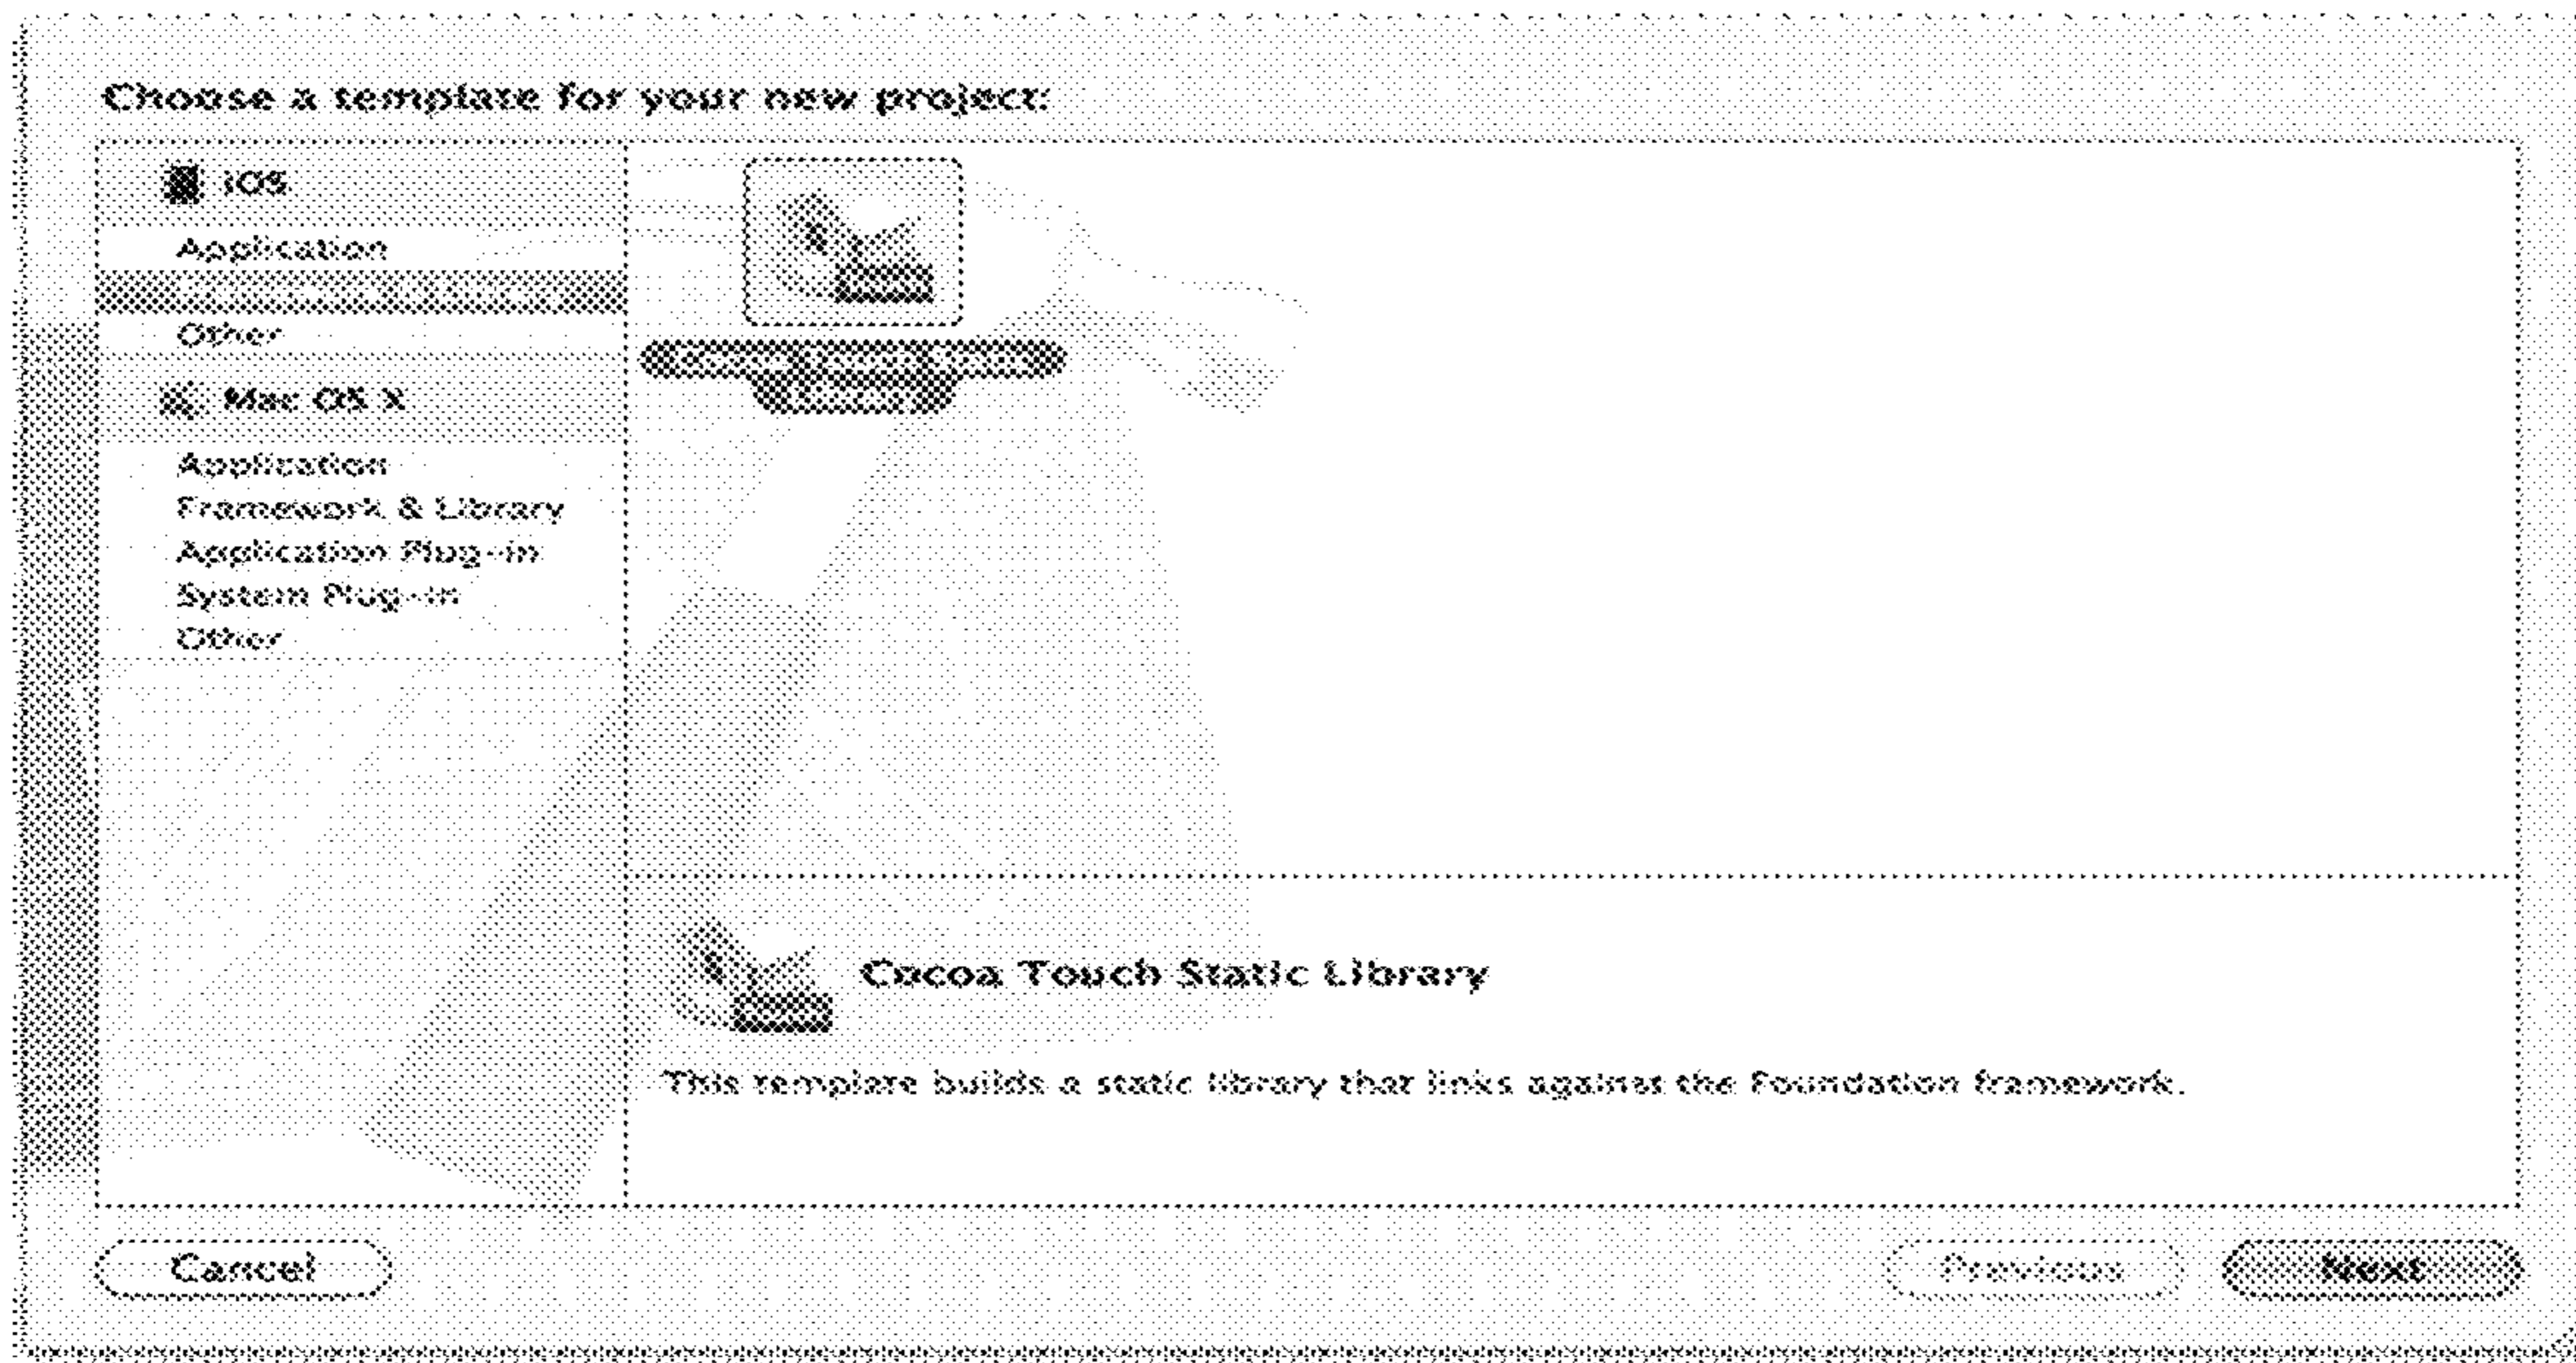 Choose a template for your new project:
iOS
Application
Other
Mac OS X
Application
Framework & Library
Application Plug-in
System Plug-in
Other
Cocoa Touch Static Library
This template builds a static library that links against the Foundation framework.
Cancel
Previous
Next